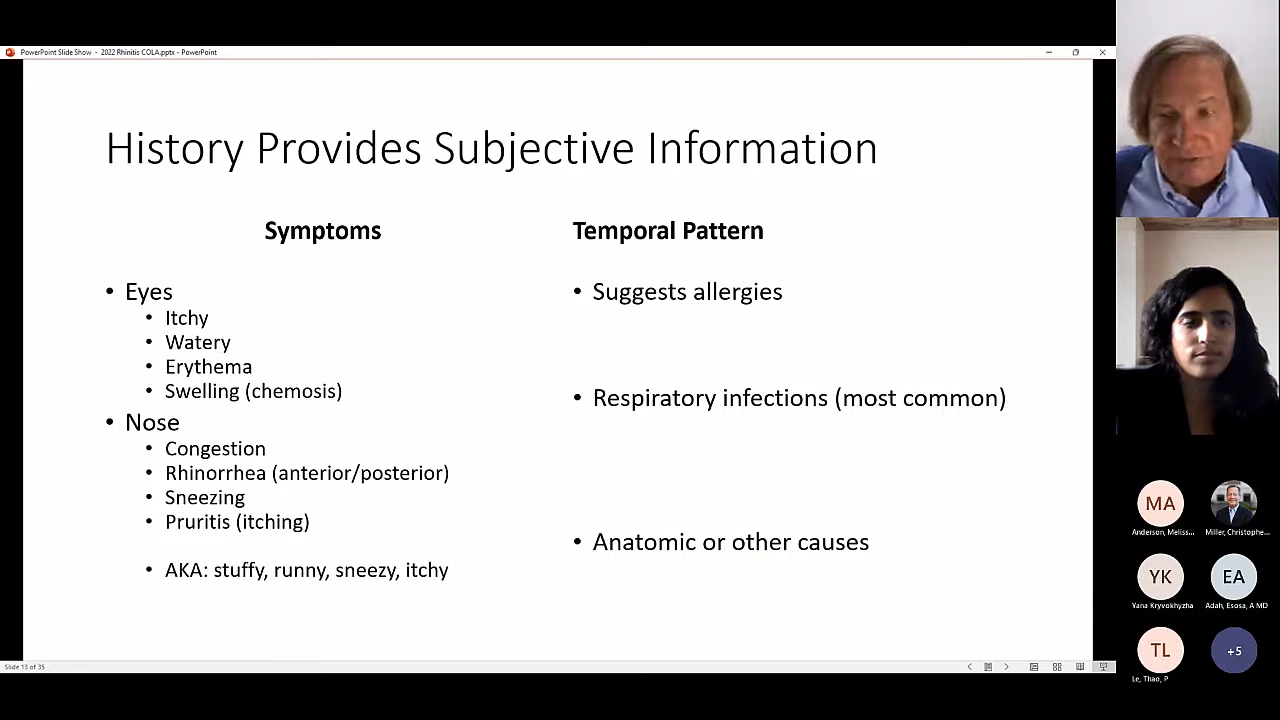 PowerPoint Slide Show - 2022 Rhinitis COLA.pptx - PowerPoint
History Provides Subjective Information
Symptoms
• Eyes
• Itchy
• Watery
• Erythema
• Swelling (chemosis)
• Nose
• Congestion
• Rhinorrhea (anterior/posterior)
• Sneezing
• Pruritis (itching)
• AKA: stuffy, runny, sneezy, itchy
Temporal Pattern
• Suggests allergies
• Respiratory infections (most common)
• Anatomic or other causes
Slide 13 of 35
MA
Anderson, Meliss...
Miller, Christophe...
YK
Yana Kryvokhyzha
EA
Adah, Esosa, A MD
TL
Le, Thao, P
+5